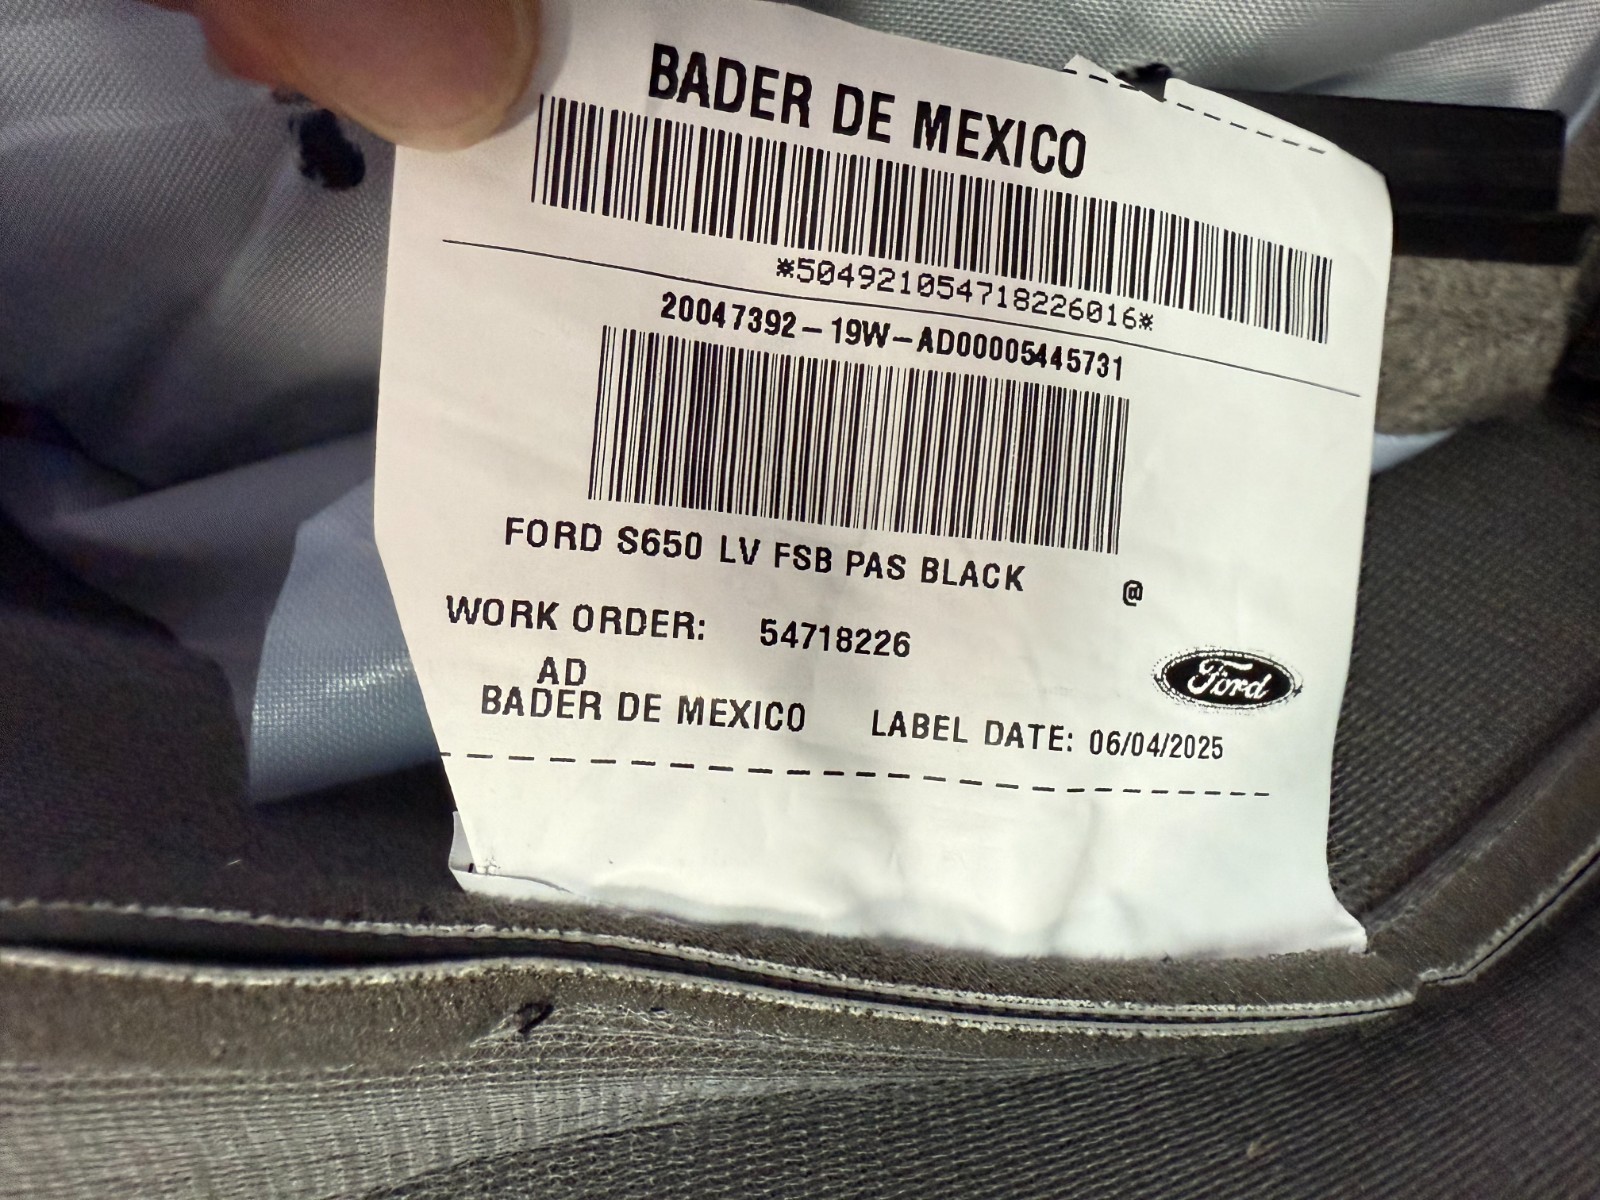 BADER DE MEXICO
*504921054718226016*
20047392-19W-AD00005445731
FORD S650 LV FSB PAS BLACK @
WORK ORDER: 54718226
AD
BADER DE MEXICO LABEL DATE: 06/04/2025
Ford